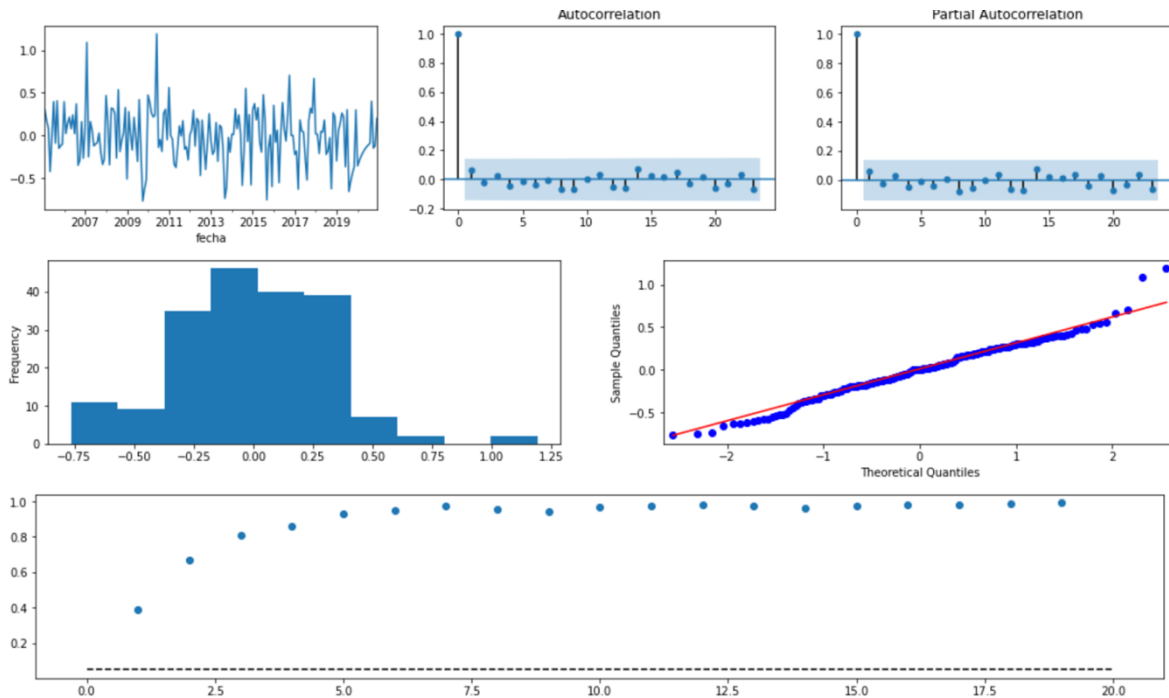 Autocorrelation
Partial Autocorrelation
1.0
0.5
0.0
−0.5
2007 2009 2011 2013 2015 2017 2019
fecha
1.0
0.8
0.6
0.4
0.2
0.0
−0.2
0 5 10 15 20
1.0
0.8
0.6
0.4
0.2
0.0
0 5 10 15 20
Frequency
40
30
20
10
0
−0.75 −0.50 −0.25 0.00 0.25 0.50 0.75 1.00 1.25
Sample Quantiles
1.0
0.5
0.0
−0.5
−2 −1 0 1 2
Theoretical Quantiles
1.0
0.8
0.6
0.4
0.2
0.0 2.5 5.0 7.5 10.0 12.5 15.0 17.5 20.0